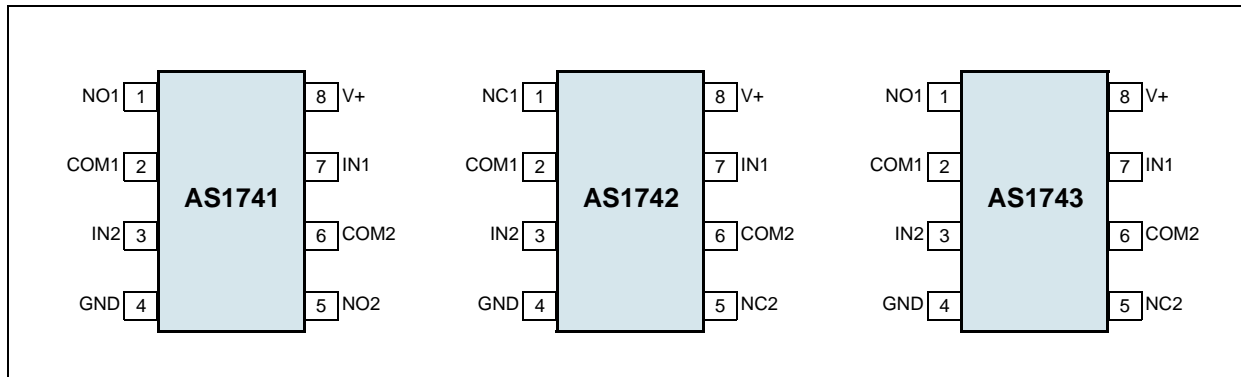 NO1 1 8 V+
COM1 2 7 IN1
AS1741
IN2 3 6 COM2
GND 4 5 NO2
NC1 1 8 V+
COM1 2 7 IN1
AS1742
IN2 3 6 COM2
GND 4 5 NC2
NO1 1 8 V+
COM1 2 7 IN1
AS1743
IN2 3 6 COM2
GND 4 5 NC2